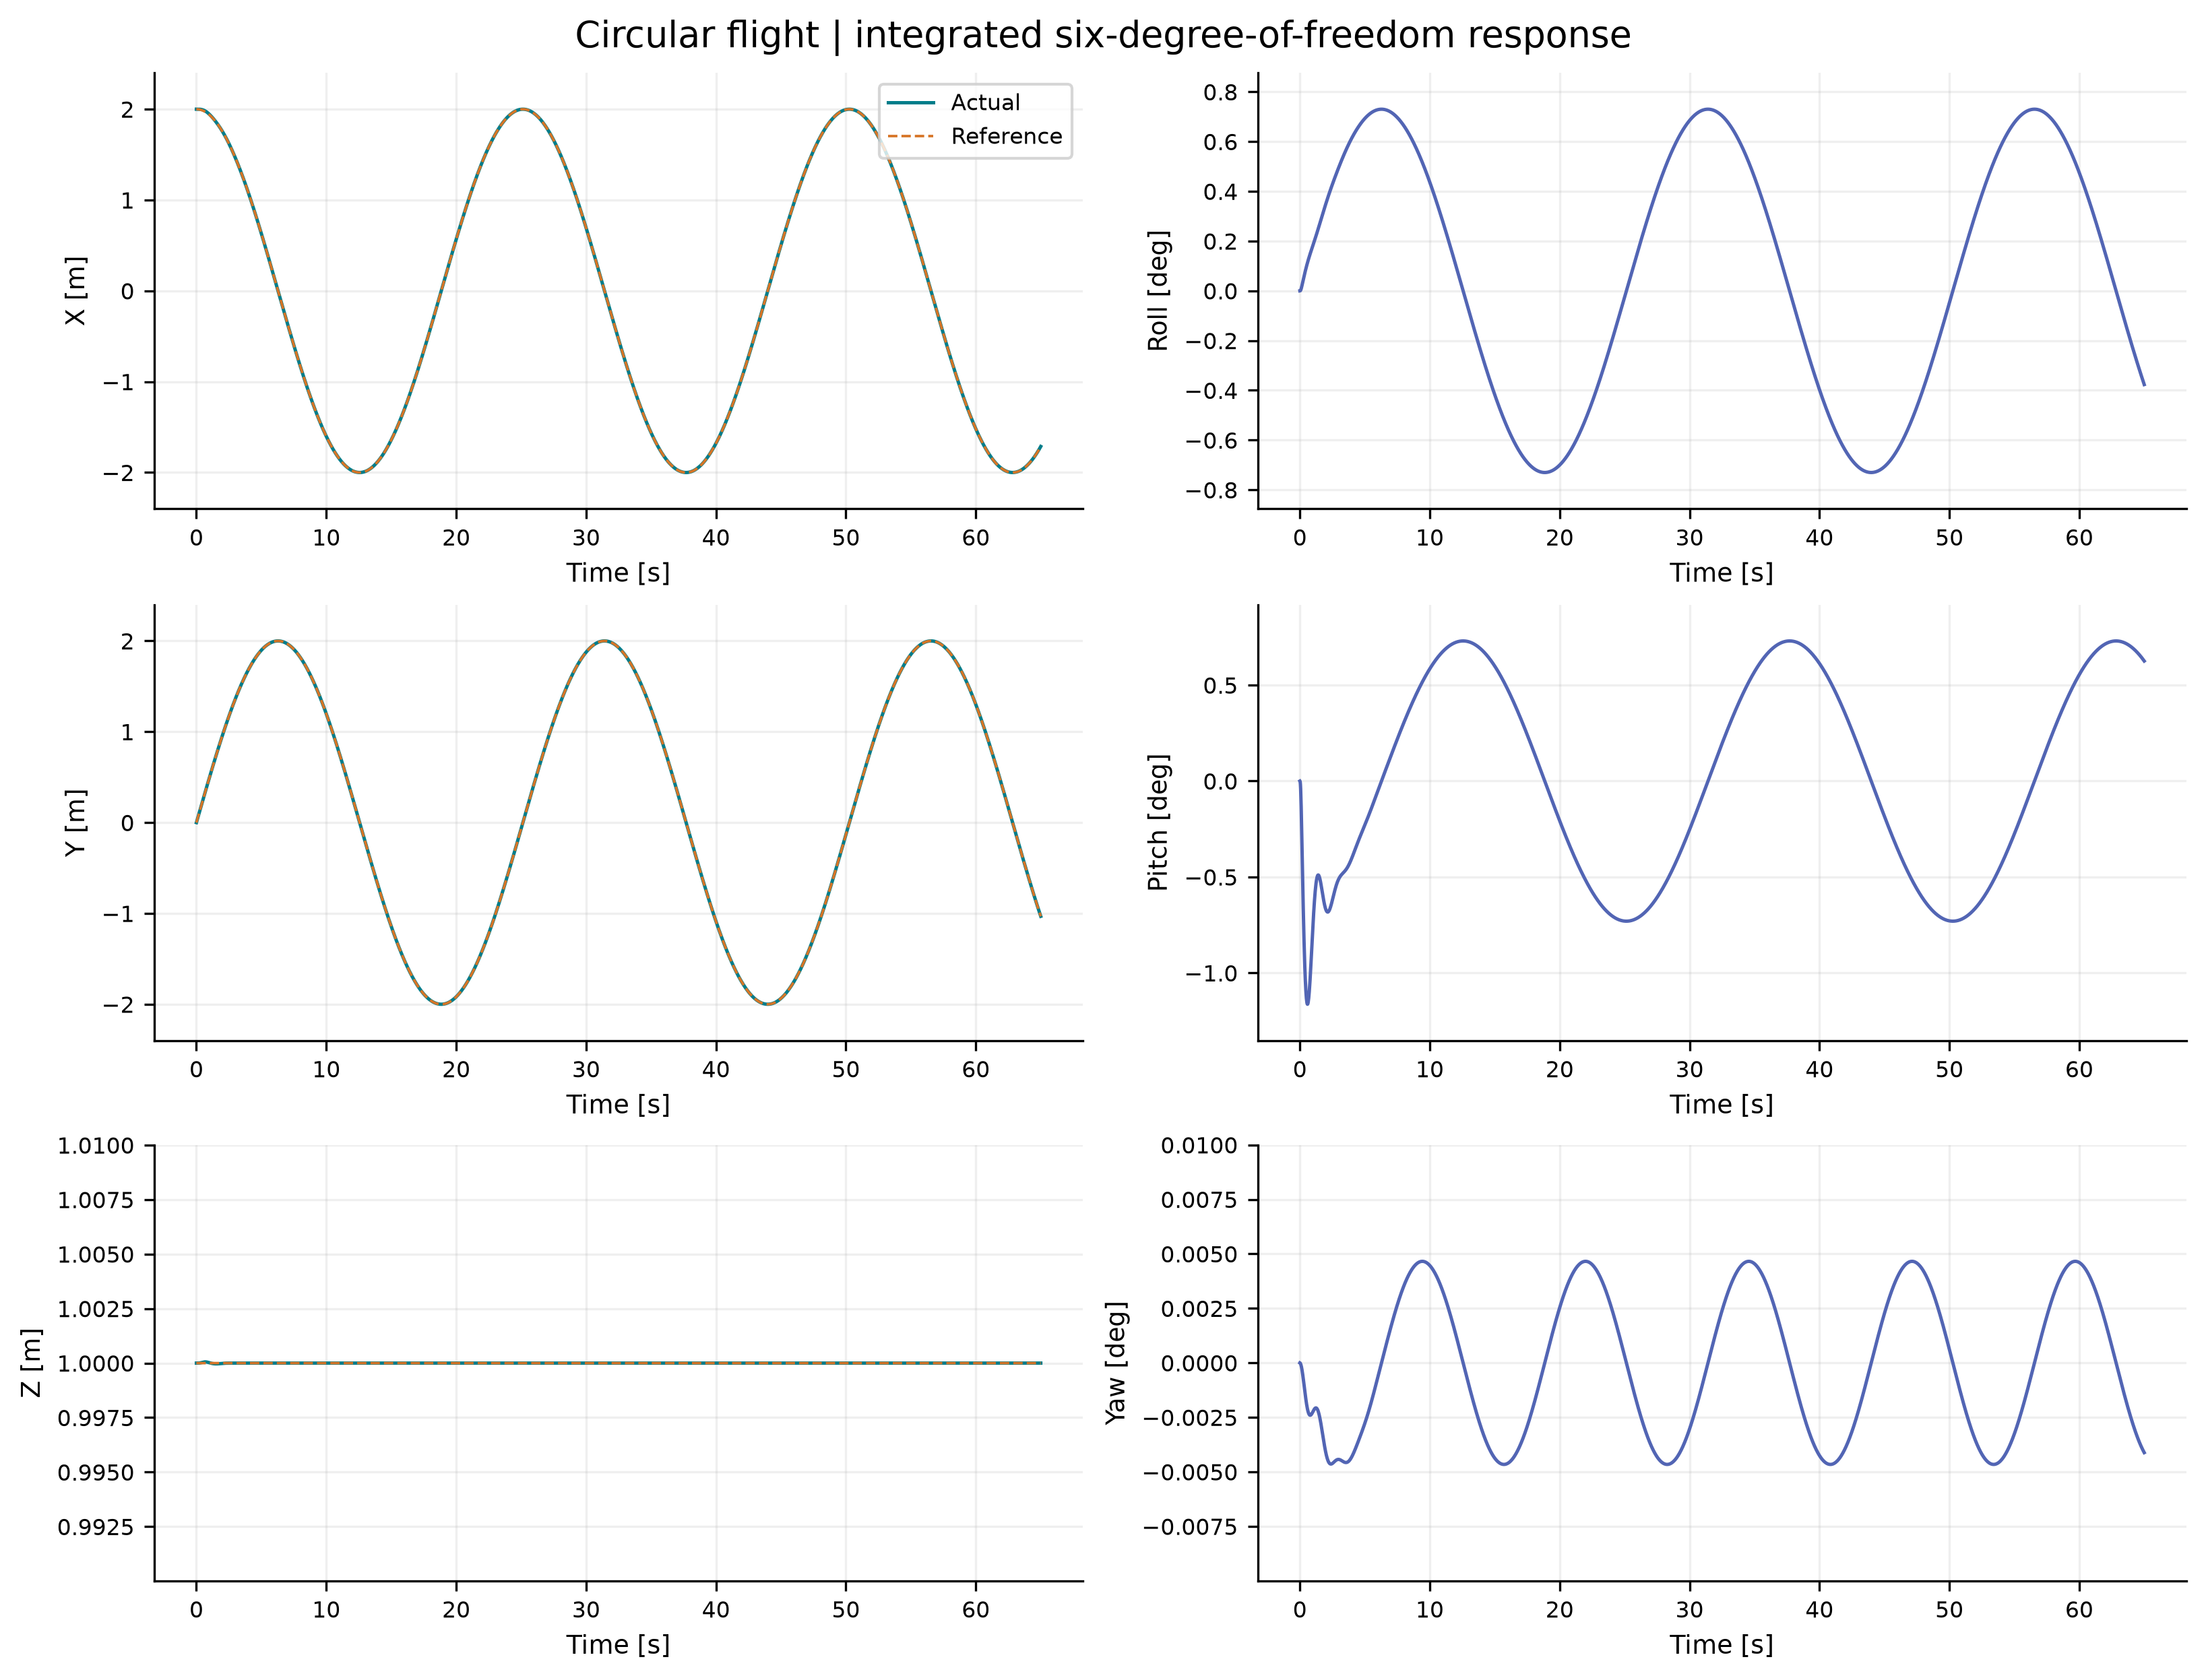 Circular flight | integrated six-degree-of-freedom response
X [m]
2
1
0
−1
−2
Actual
Reference
0 10 20 30 40 50 60
Time [s]
Roll [deg]
0.8
0.6
0.4
0.2
0.0
−0.2
−0.4
−0.6
−0.8
0 10 20 30 40 50 60
Time [s]
Y [m]
2
1
0
−1
−2
0 10 20 30 40 50 60
Time [s]
Pitch [deg]
0.5
0.0
−0.5
−1.0
0 10 20 30 40 50 60
Time [s]
Z [m]
1.0100
1.0075
1.0050
1.0025
1.0000
0.9975
0.9950
0.9925
0 10 20 30 40 50 60
Time [s]
Yaw [deg]
0.0100
0.0075
0.0050
0.0025
0.0000
−0.0025
−0.0050
−0.0075
0 10 20 30 40 50 60
Time [s]